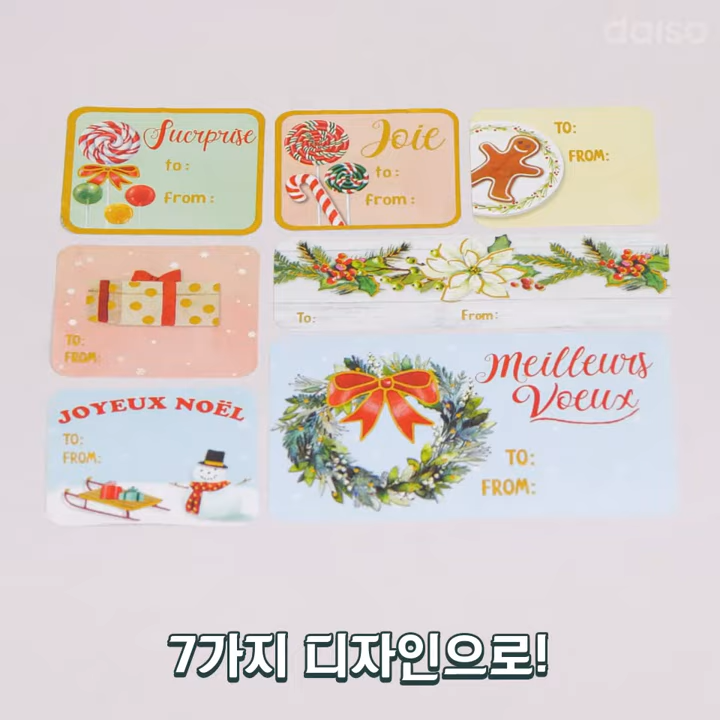 daiso
Sucrprise
to:
from:
Joie
to:
from:
TO:
FROM:
TO:
FROM:
To:
From:
JOYEUX NOËL
TO:
FROM:
Meilleurs
Voeux
TO:
FROM:
7가지 디자인으로!